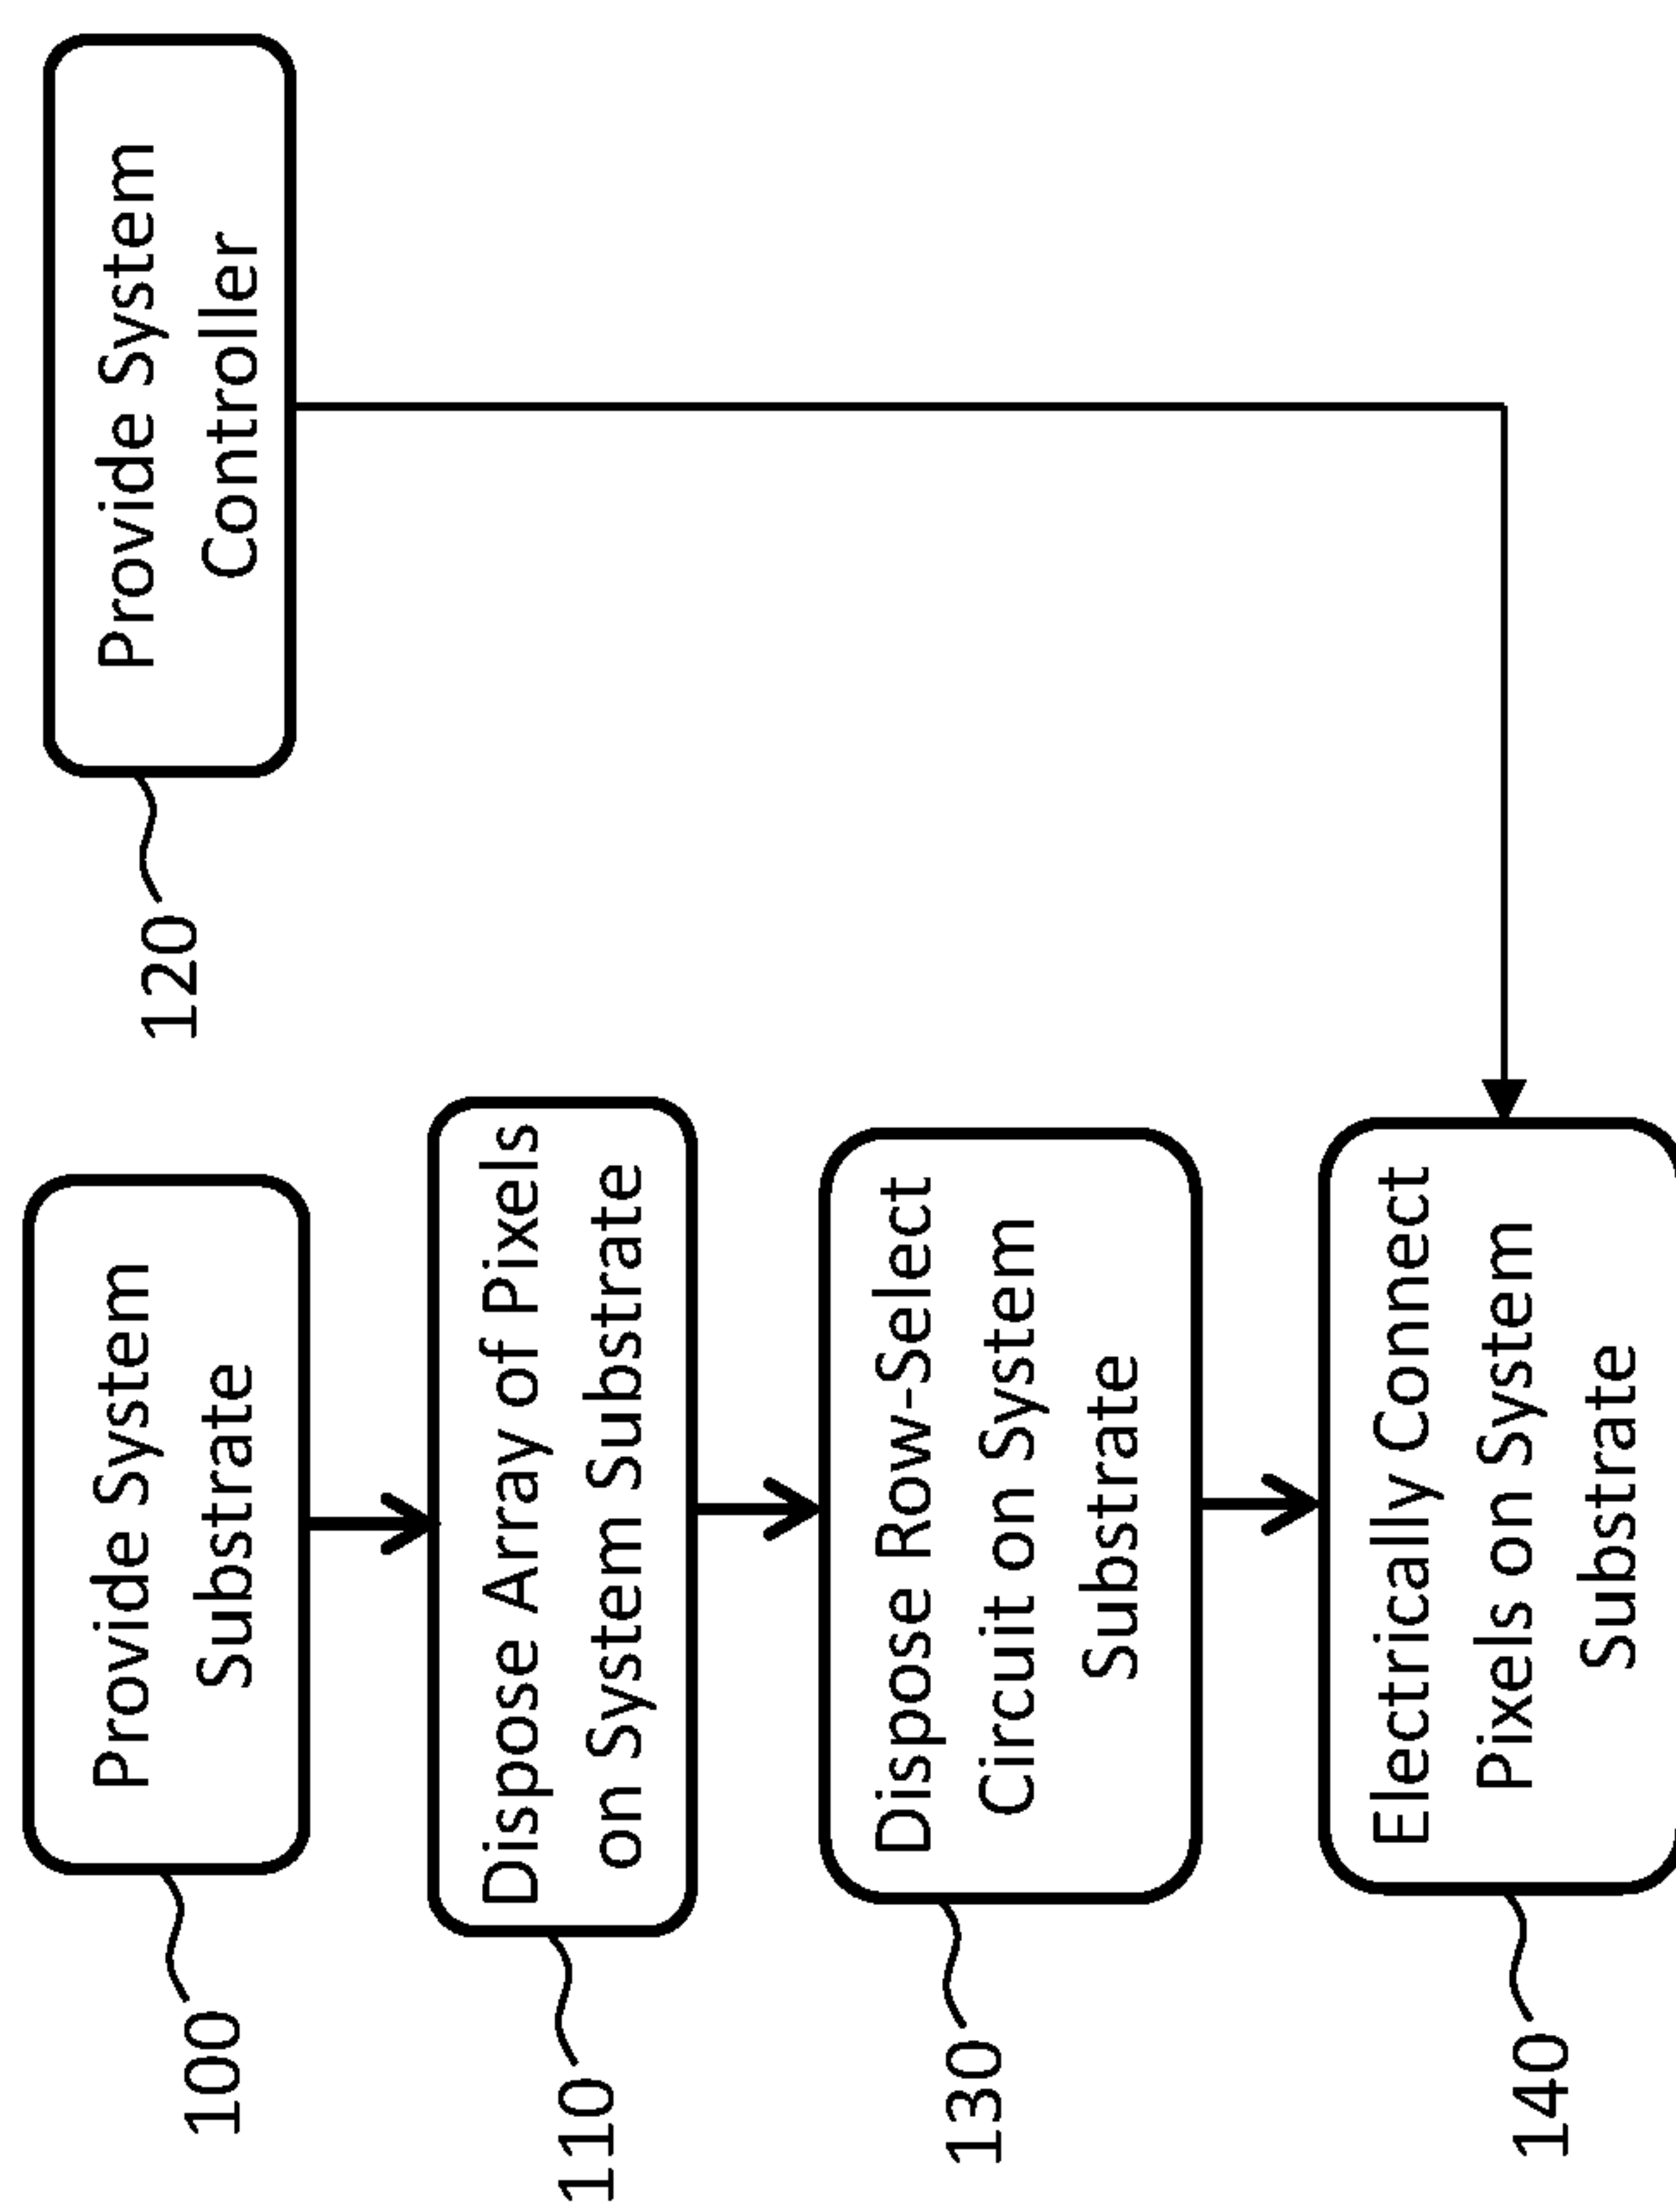 100
Provide System
Substrate
120
Provide System
Controller
110
Dispose Array of Pixels
on System Substrate
130
Dispose Row-Select
Circuit on System
Substrate
140
Electrically Connect
Pixels on System
Substrate